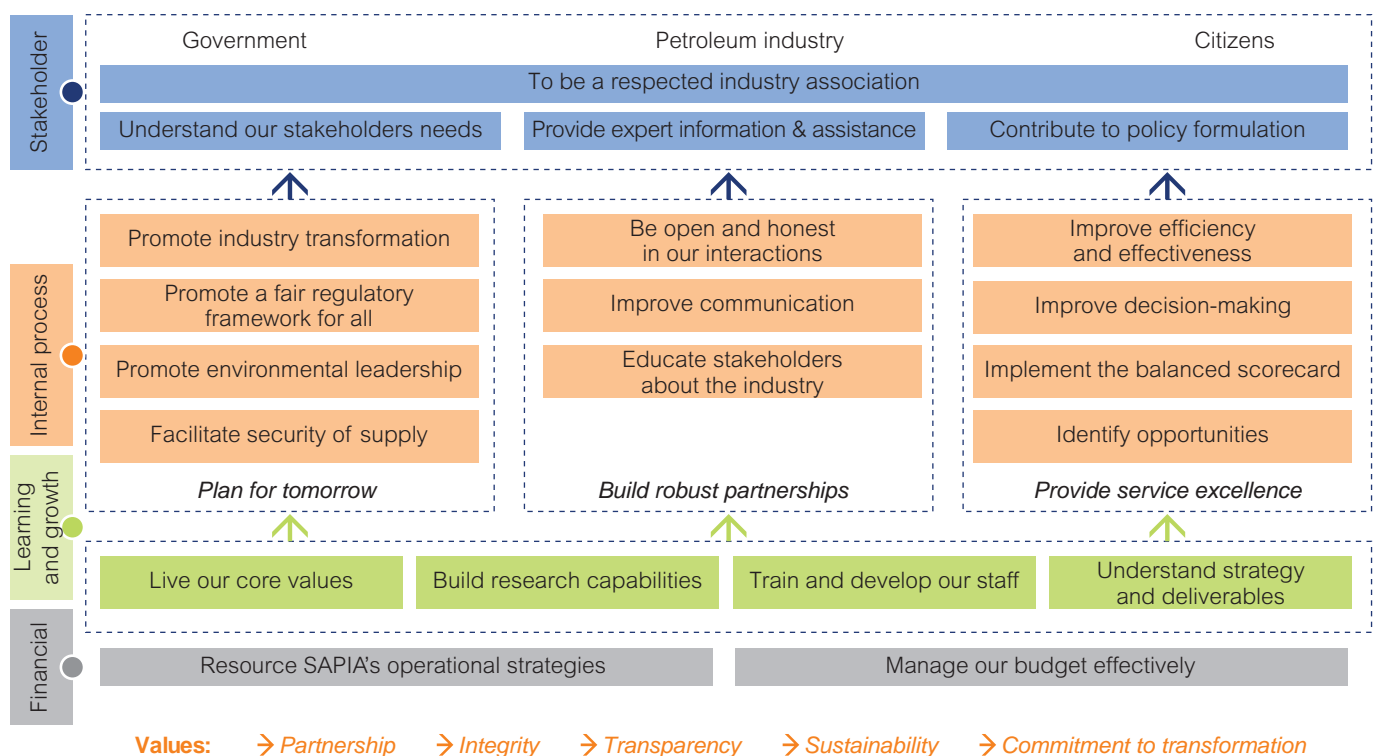 Stakeholder
Government
Petroleum industry
Citizens
To be a respected industry association
Understand our stakeholders needs
Provide expert information & assistance
Contribute to policy formulation
Internal process
Promote industry transformation
Promote a fair regulatory
framework for all
Promote environmental leadership
Facilitate security of supply
Plan for tomorrow
Be open and honest
in our interactions
Improve communication
Educate stakeholders
about the industry
Build robust partnerships
Improve efficiency
and effectiveness
Improve decision-making
Implement the balanced scorecard
Identify opportunities
Provide service excellence
Learning
and growth
Live our core values
Build research capabilities
Train and develop our staff
Understand strategy
and deliverables
Financial
Resource SAPIA's operational strategies
Manage our budget effectively
Values: → Partnership → Integrity → Transparency → Sustainability → Commitment to transformation